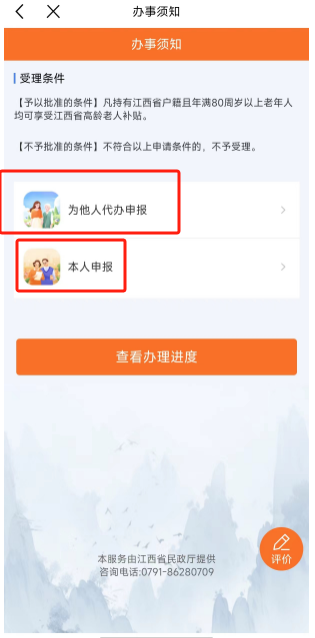 办事须知
办事须知
受理条件
【予以批准的条件】凡持有江西省户籍且年满80周岁以上老年人
均可享受江西省高龄老人补贴。
【不予批准的条件】不符合以上申请条件的，不予受理。
为他人代办申报
本人申报
查看办理进度
评价
本服务由江西省民政厅提供
咨询电话:0791-86280709